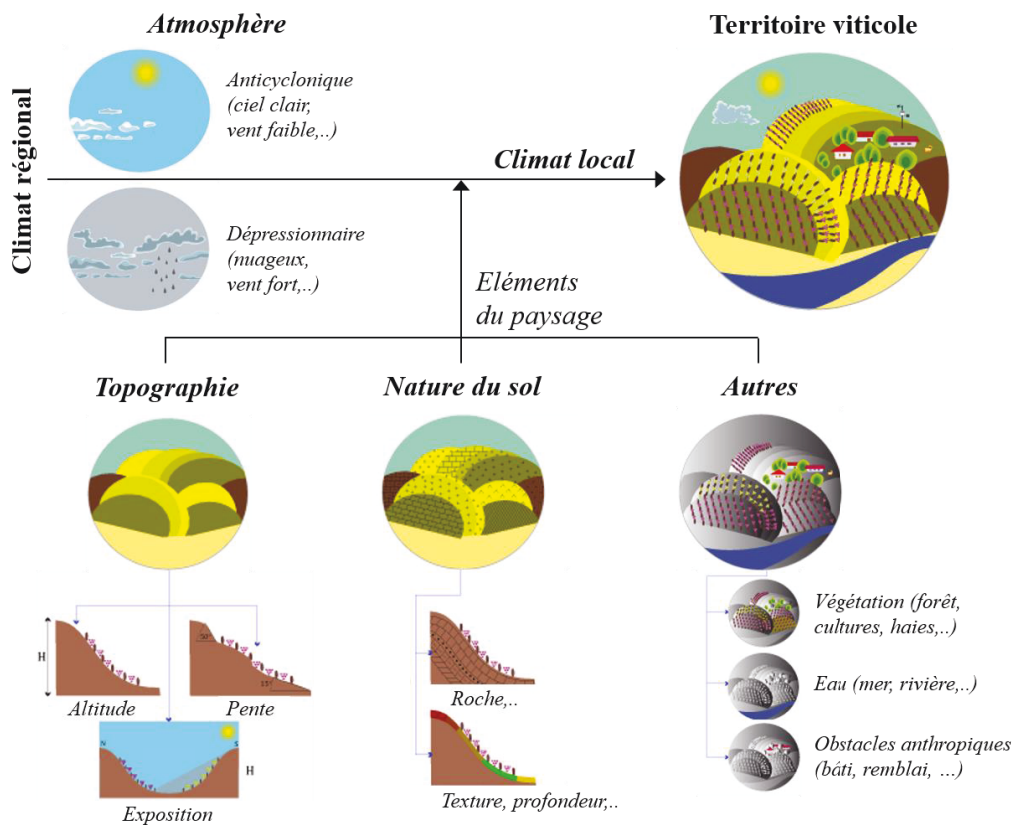 Atmosphère
Territoire viticole
Climat régional
Anticyclonique
(ciel clair,
vent faible,..)
Climat local
Dépressionnaire
(nuageux,
vent fort,..)
Eléments
du paysage
Topographie
Nature du sol
Autres
H
30°
15°
Altitude
Pente
N
S
H
Exposition
Roche,..
Texture, profondeur,..
Végétation (forêt,
cultures, haies,..)
Eau (mer, rivière,..)
Obstacles anthropiques
(bâti, remblai, …)